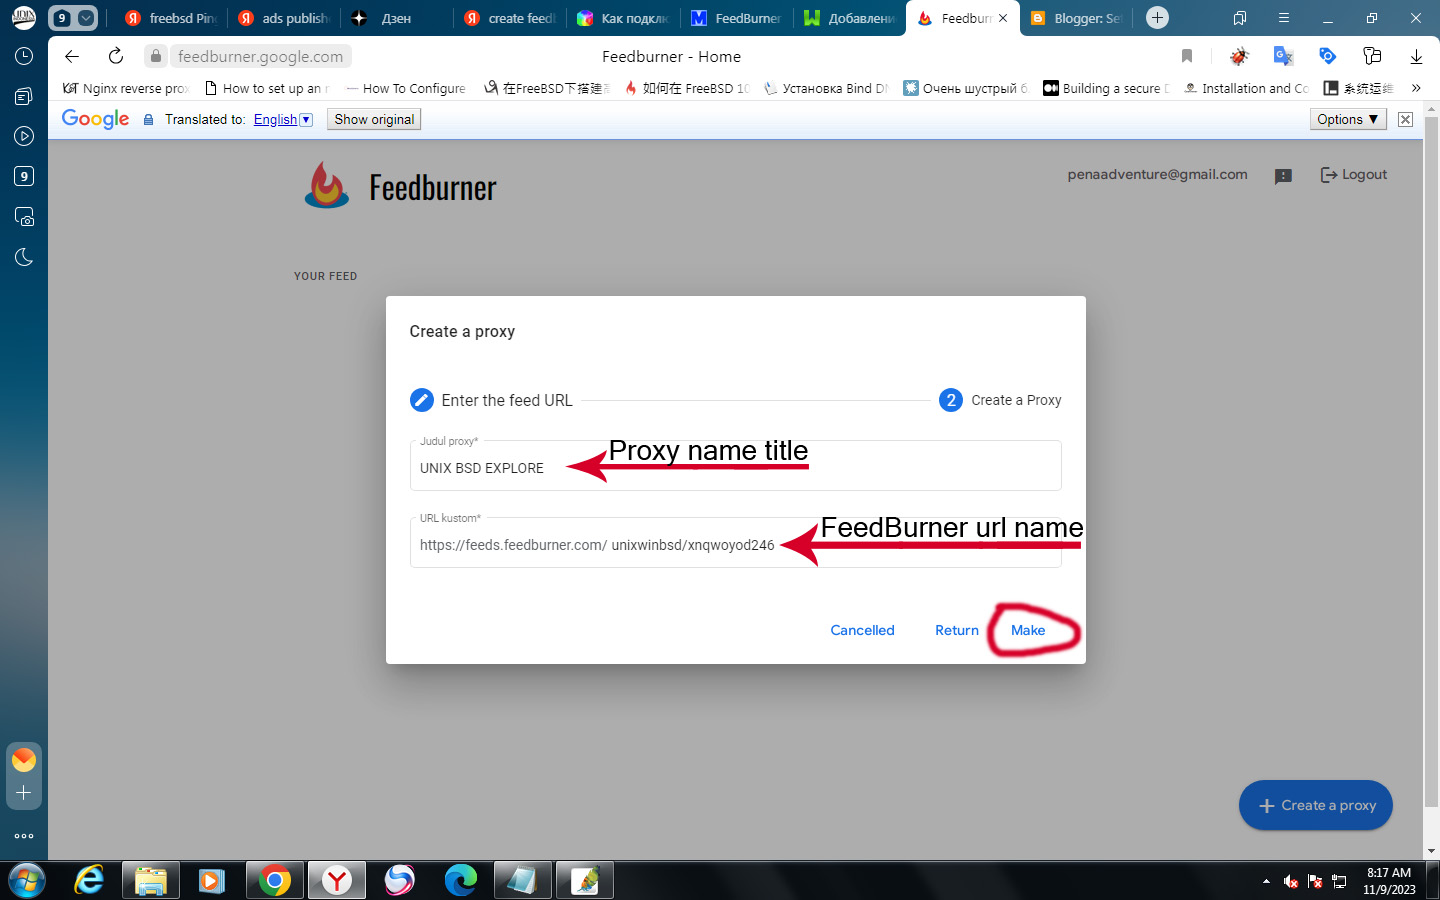 9
freebsd Ping
ads publish
Дзен
create feed
Как подклю
FeedBurner
Добавлени
Feedburn
Blogger: Se
feedburner.google.com
Feedburner - Home
Nginx reverse prox
How to set up an r
How To Configure
在FreeBSD下搭建高
如何在 FreeBSD 10
Установка Bind DN
Очень шустрый б
Building a secure D
Installation and Co
系统运维
»
Google
Translated to: English
Show original
Options ▼
9
Feedburner
penaadventure@gmail.com
Logout
YOUR FEED
Create a proxy
Enter the feed URL
2 Create a Proxy
Judul proxy*
UNIX BSD EXPLORE
Proxy name title
URL kustom*
https://feeds.feedburner.com/ unixwinbsd/xnqwoyod246
FeedBurner url name
Cancelled
Return
Make
Create a proxy
8:17 AM
11/9/2023